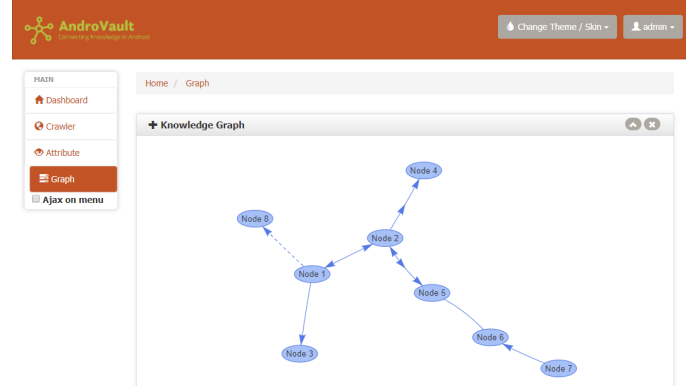 AndroVault
Connecting Knowledge in Android
Change Theme / Skin
admin
MAIN
Dashboard
Crawler
Attribute
Graph
Ajax on menu
Home / Graph
Knowledge Graph
Node 4
Node 8
Node 2
Node 1
Node 5
Node 6
Node 3
Node 7